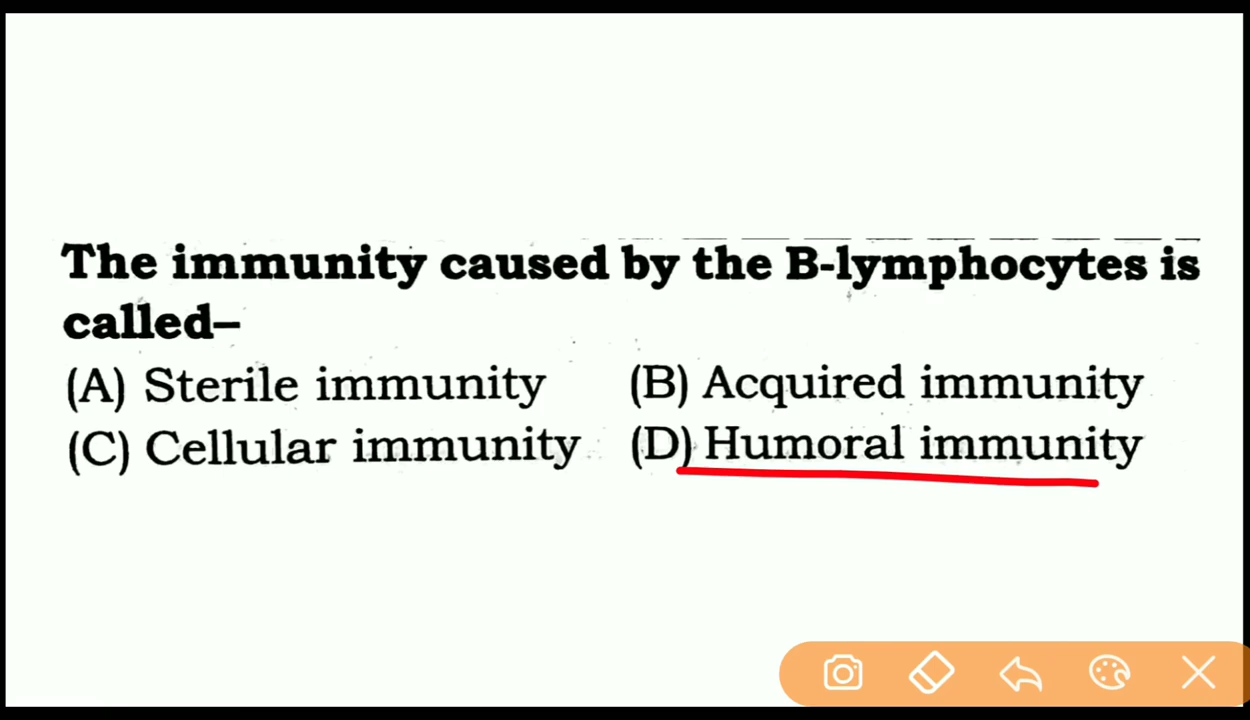 The immunity caused by the B-lymphocytes is
called–
(A) Sterile immunity (B) Acquired immunity
(C) Cellular immunity (D) Humoral immunity